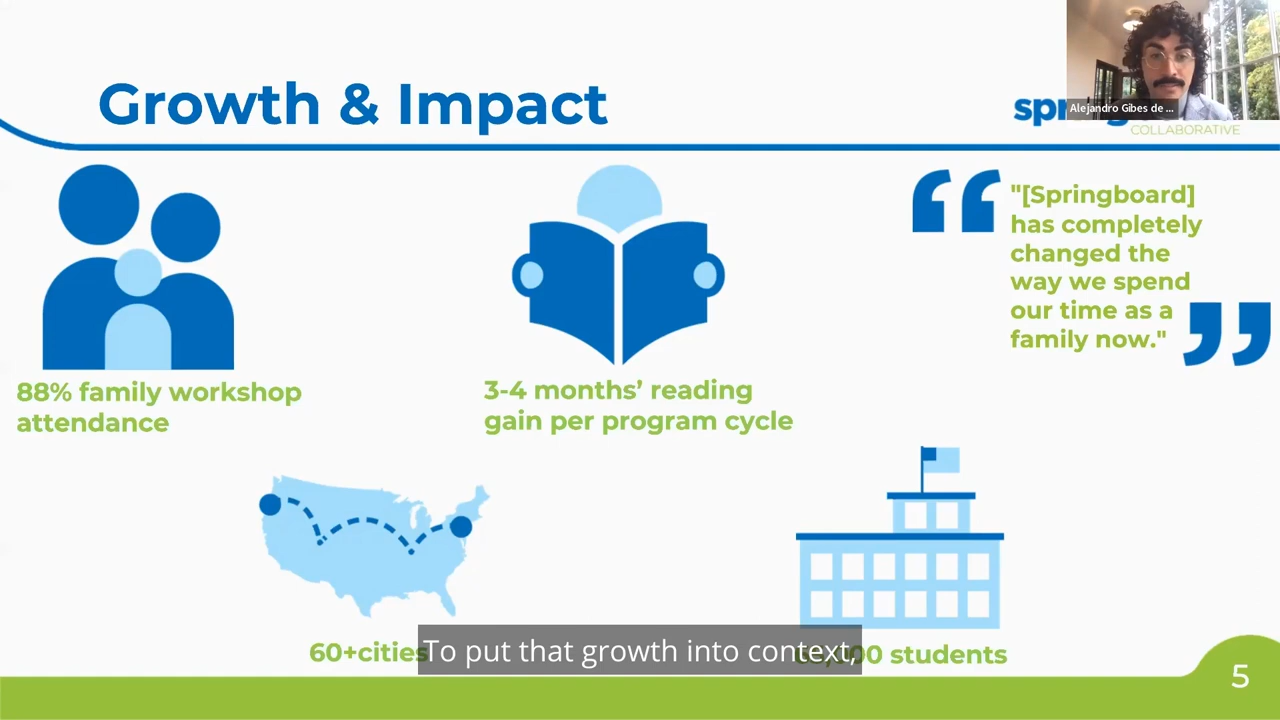 Growth & Impact
Alejandro Gibes de ...
COLLABORATIVE
"[Springboard]
has completely
changed the
way we spend
our time as a
family now."
88% family workshop
attendance
3-4 months’ reading
gain per program cycle
60+cities
students
To put that growth into context,
5